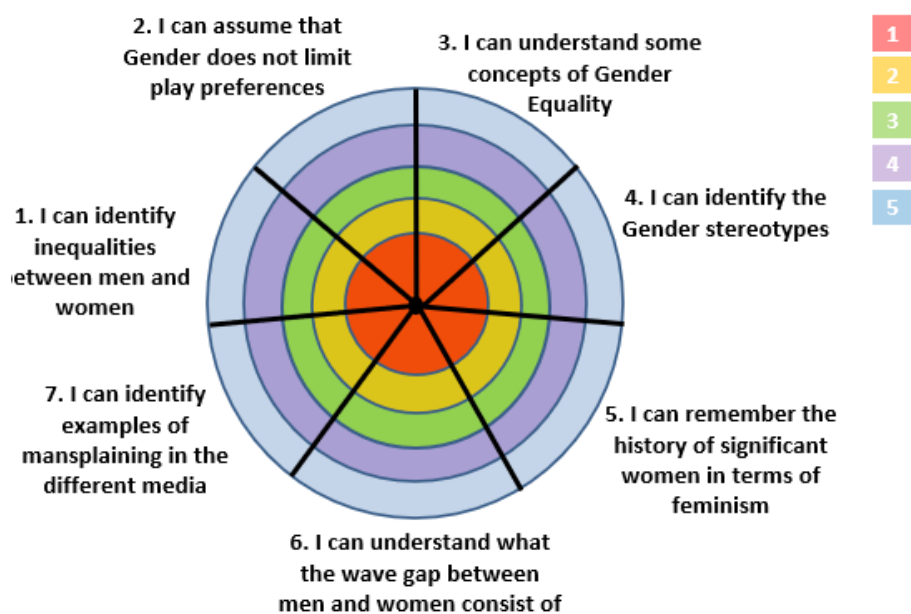 2. I can assume that
Gender does not limit
play preferences
3. I can understand some
concepts of Gender
Equality
4. I can identify the
Gender stereotypes
5. I can remember the
history of significant
women in terms of
feminism
6. I can understand what
the wave gap between
men and women consist of
7. I can identify
examples of
mansplaining in the
different media
1. I can identify
inequalities
between men and
women
1
2
3
4
5